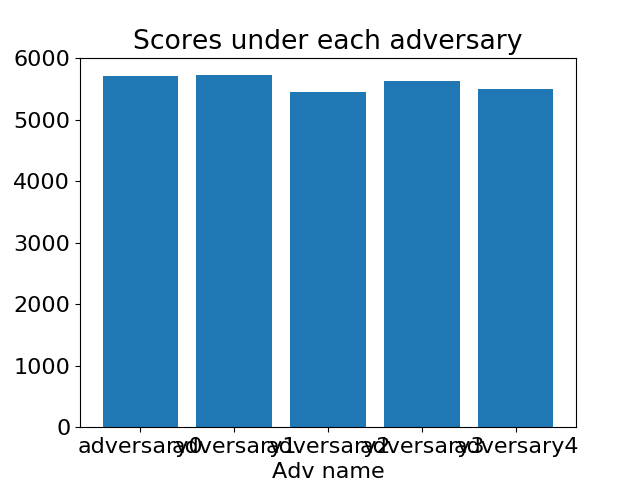 Scores under each adversary
6000
5000
4000
3000
2000
1000
0
adversary0 adversary1 adversary2 adversary3 adversary4
Adv name